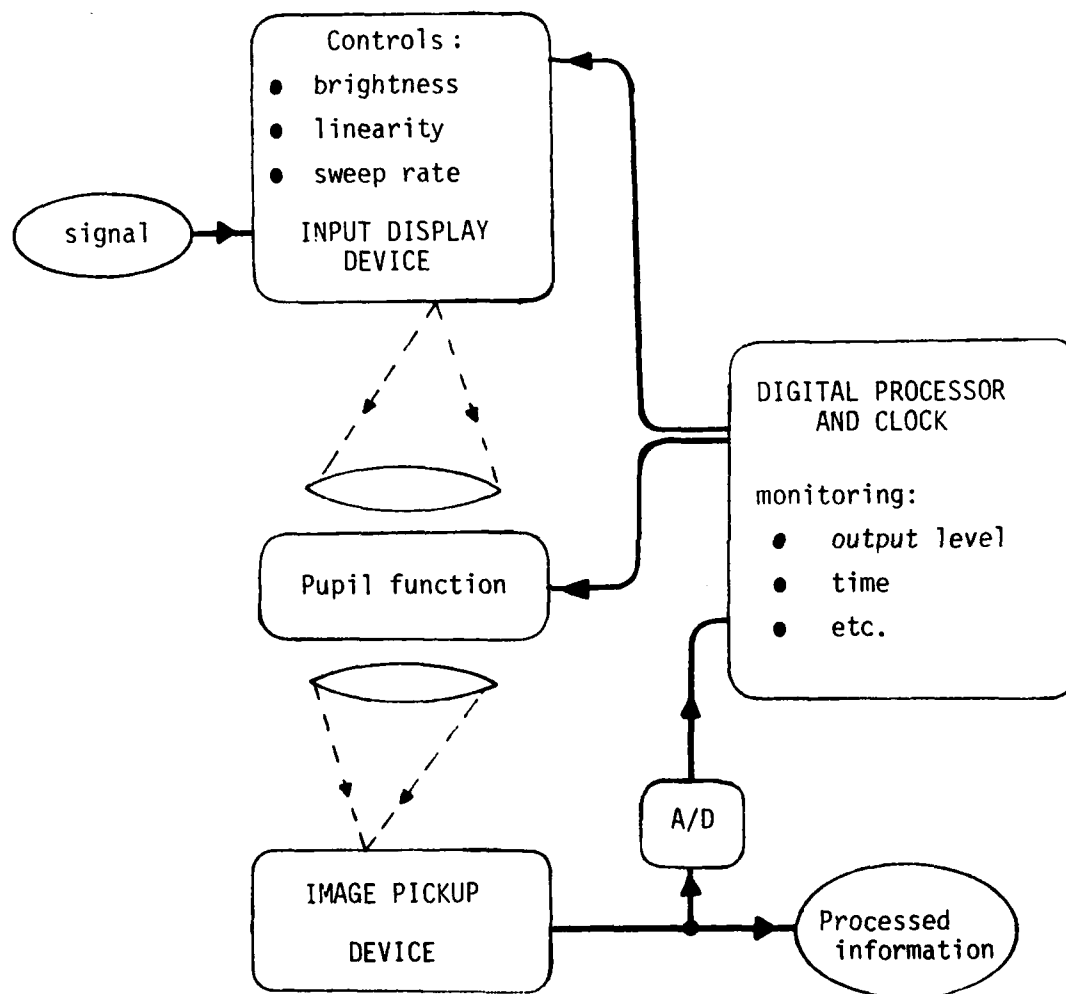 Controls :
● brightness
● linearity
● sweep rate
INPUT DISPLAY
DEVICE
signal
DIGITAL PROCESSOR
AND CLOCK
monitoring:
● output level
● time
● etc.
Pupil function
A/D
IMAGE PICKUP
DEVICE
Processed
information